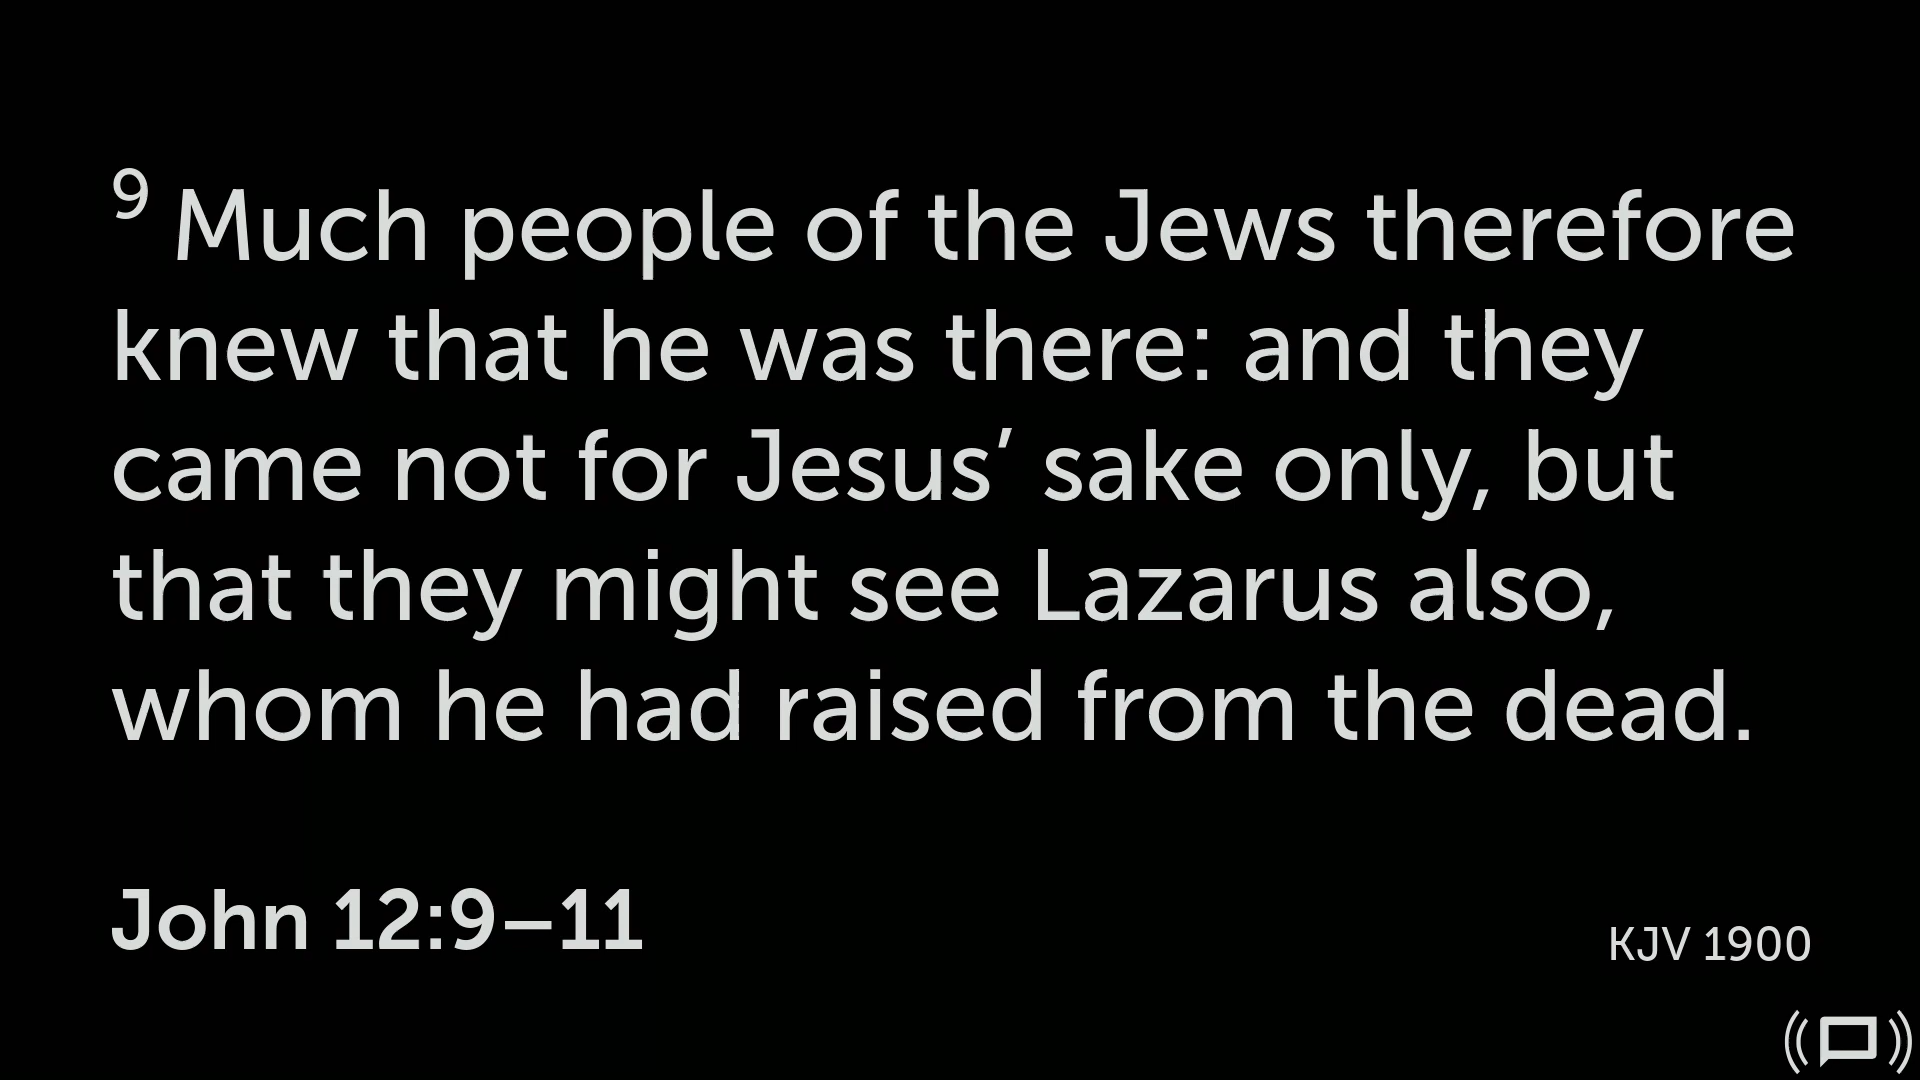 9 Much people of the Jews therefore
knew that he was there: and they
came not for Jesus’ sake only, but
that they might see Lazarus also,
whom he had raised from the dead.
John 12:9–11
KJV 1900